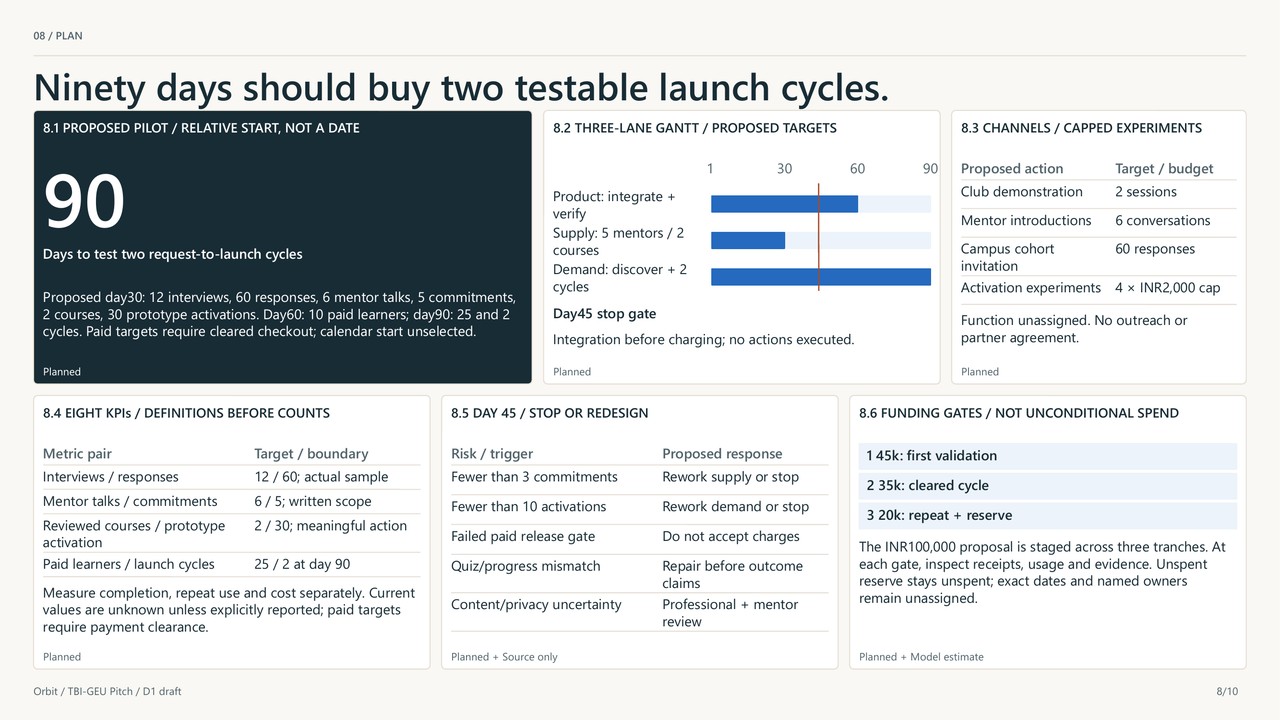 08 / PLAN
Ninety days should buy two testable launch cycles.
8.1 PROPOSED PILOT / RELATIVE START, NOT A DATE
90
Days to test two request-to-launch cycles
Proposed day30: 12 interviews, 60 responses, 6 mentor talks, 5 commitments,
2 courses, 30 prototype activations. Day60: 10 paid learners; day90: 25 and 2
cycles. Paid targets require cleared checkout; calendar start unselected.
Planned
8.2 THREE-LANE GANTT / PROPOSED TARGETS
1 30 60 90
Product: integrate +
verify
Supply: 5 mentors / 2
courses
Demand: discover + 2
cycles
Day45 stop gate
Integration before charging; no actions executed.
Planned
8.3 CHANNELS / CAPPED EXPERIMENTS
Proposed action Target / budget
Club demonstration 2 sessions
Mentor introductions 6 conversations
Campus cohort 60 responses
invitation
Activation experiments 4 × INR2,000 cap
Function unassigned. No outreach or
partner agreement.
Planned
8.4 EIGHT KPIs / DEFINITIONS BEFORE COUNTS
Metric pair Target / boundary
Interviews / responses 12 / 60; actual sample
Mentor talks / commitments 6 / 5; written scope
Reviewed courses / prototype 2 / 30; meaningful action
activation
Paid learners / launch cycles 25 / 2 at day 90
Measure completion, repeat use and cost separately. Current
values are unknown unless explicitly reported; paid targets
require payment clearance.
Planned
8.5 DAY 45 / STOP OR REDESIGN
Risk / trigger Proposed response
Fewer than 3 commitments Rework supply or stop
Fewer than 10 activations Rework demand or stop
Failed paid release gate Do not accept charges
Quiz/progress mismatch Repair before outcome
claims
Content/privacy uncertainty Professional + mentor
review
Planned + Source only
8.6 FUNDING GATES / NOT UNCONDITIONAL SPEND
1 45k: first validation
2 35k: cleared cycle
3 20k: repeat + reserve
The INR100,000 proposal is staged across three tranches. At
each gate, inspect receipts, usage and evidence. Unspent
reserve stays unspent; exact dates and named owners
remain unassigned.
Planned + Model estimate
Orbit / TBI-GEU Pitch / D1 draft
8/10